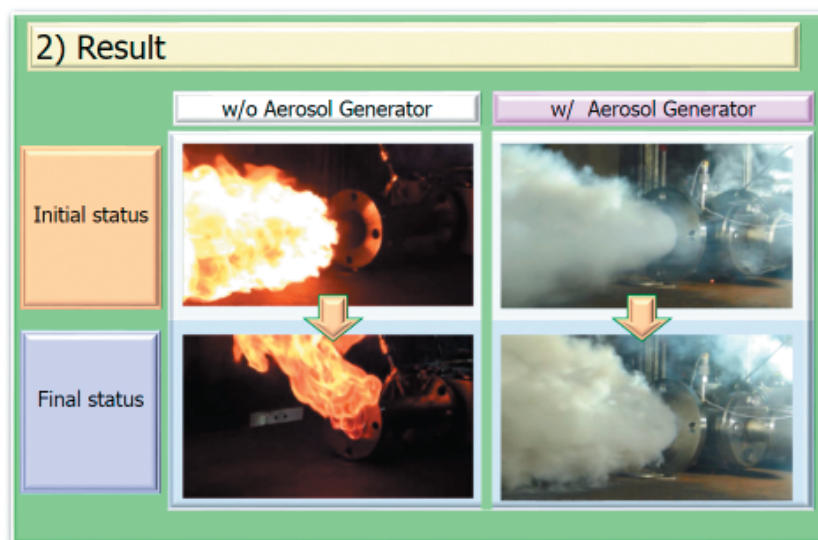 2) Result
w/o Aerosol Generator
w/ Aerosol Generator
Initial status
Final status